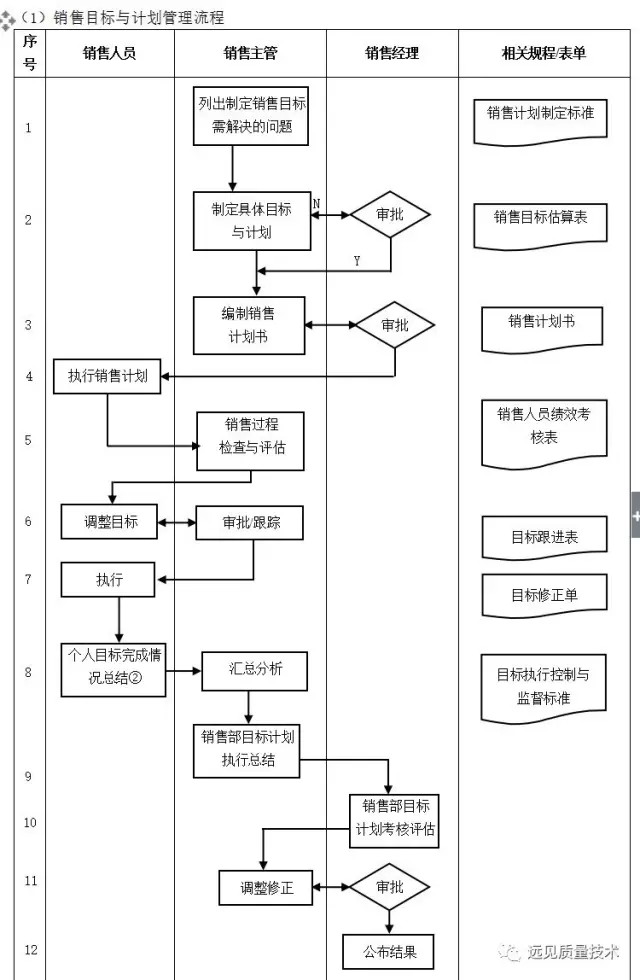 （1）销售目标与计划管理流程
序
号
销售人员
销售主管
销售经理
相关规程/表单
1
列出制定销售目标
需解决的问题
销售计划制定标准
2
制定具体目标
与计划
N
审批
销售目标估算表
Y
3
编制销售
计划书
审批
销售计划书
4
执行销售计划
5
销售过程
检查与评估
销售人员绩效考
核表
6
调整目标
审批/跟踪
目标跟进表
7
执行
目标修正单
8
个人目标完成情
况总结②
汇总分析
目标执行控制与
监督标准
9
销售部目标计划
执行总结
10
销售部目标
计划考核评估
11
调整修正
审批
12
公布结果
远见质量技术